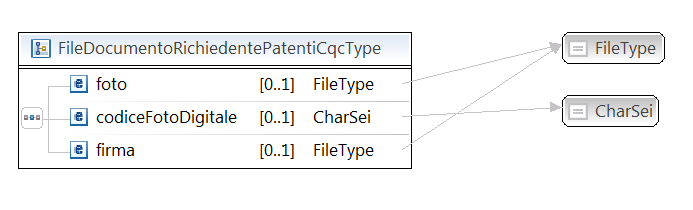 FileDocumentoRichiedentePatentiCqcType
foto [0..1] FileType
codiceFotoDigitale [0..1] CharSei
firma [0..1] FileType
FileType
CharSei